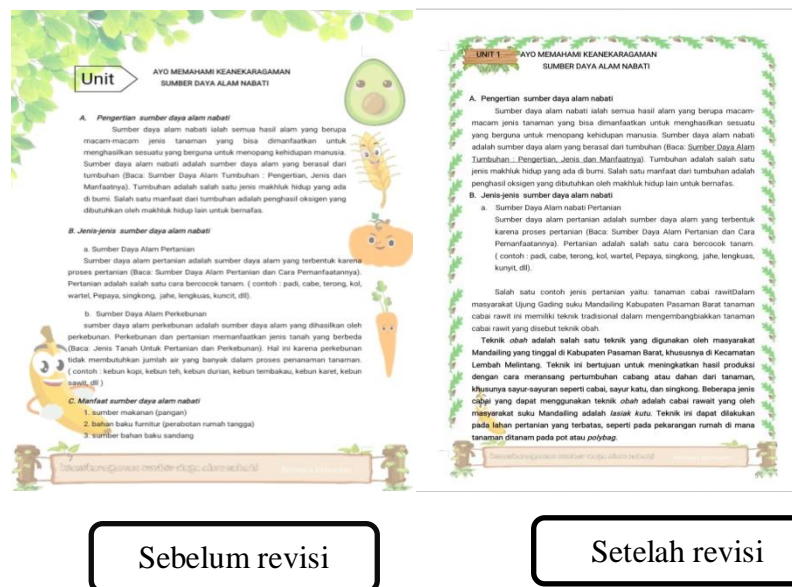 Unit
AYO MEMAHAMI KEANEKARAGAMAN
SUMBER DAYA ALAM NABATI
A. Pengertian sumber daya alam nabati
Sumber daya alam nabati ialah semua hasil alam yang berupa
macam-macam jenis tanaman yang bisa dimanfaatkan untuk
menghasilkan sesuatu yang berguna untuk menopang kehidupan manusia.
Sumber daya alam nabati adalah sumber daya alam yang berasal dari
tumbuhan (Baca: Sumber Daya Alam Tumbuhan : Pengertian, Jenis dan
Manfaatnya). Tumbuhan adalah salah satu jenis makhluk hidup yang ada
di bumi. Salah satu manfaat dari tumbuhan adalah penghasil oksigen yang
dibutuhkan oleh makhluk hidup lain untuk bernafas.
B. Jenis-jenis sumber daya alam nabati
a. Sumber Daya Alam Pertanian
Sumber daya alam pertanian adalah sumber daya alam yang terbentuk karena
proses pertanian (Baca: Sumber Daya Alam Pertanian dan Cara Pemanfaatannya).
Pertanian adalah salah satu cara bercocok tanam. ( contoh : padi, cabe, terong, kol,
wartel, Pepaya, singkong, jahe, lengkuas, kuncit, dll).
b. Sumber Daya Alam Perkebunan
sumber daya alam perkebunan adalah sumber daya alam yang dihasilkan oleh
perkebunan. Perkebunan dan pertanian memanfaatkan jenis tanah yang berbeda
(Baca: Jenis Tanah Untuk Pertanian dan Perkebunan). Hal ini karena perkebunan
tidak membutuhkan jumlah air yang banyak dalam proses penanaman tanaman.
( contoh : kebun kopi, kebun teh, kebun durian, kebun tembakau, kebun karet, kebun
sawit, dll )
C. Manfaat sumber daya alam nabati
1. sumber makanan (pangan)
2. bahan baku furnitur (perabotan rumah tangga)
3. sumber bahan baku sandang
Sebelum revisi
UNIT 1
AYO MEMAHAMI KEANEKARAGAMAN
SUMBER DAYA ALAM NABATI
A. Pengertian sumber daya alam nabati
Sumber daya alam nabati ialah semua hasil alam yang berupa macam-
macam jenis tanaman yang bisa dimanfaatkan untuk menghasilkan sesuatu
yang berguna untuk menopang kehidupan manusia. Sumber daya alam nabati
adalah sumber daya alam yang berasal dari tumbuhan (Baca: Sumber Daya Alam
Tumbuhan : Pengertian, Jenis dan Manfaatnya). Tumbuhan adalah salah satu
jenis makhluk hidup yang ada di bumi. Salah satu manfaat dari tumbuhan adalah
penghasil oksigen yang dibutuhkan oleh makhluk hidup lain untuk bernafas.
B. Jenis-jenis sumber daya alam nabati
a. Sumber Daya Alam nabati Pertanian
Sumber daya alam pertanian adalah sumber daya alam yang terbentuk
karena proses pertanian (Baca: Sumber Daya Alam Pertanian dan Cara
Pemanfaatannya). Pertanian adalah salah satu cara bercocok tanam.
( contoh : padi, cabe, terong, kol, wartel, Pepaya, singkong, jahe, lengkuas,
kunyit, dll).
Salah satu contoh jenis pertanian yaitu: tanaman cabai rawitDalam
masyarakat Ujung Gading suku Mandailing Kabupaten Pasaman Barat tanaman
cabai rawit ini memiliki teknik tradisional dalam mengembangbiakkan tanaman
cabai rawit yang disebut teknik obah.
Teknik obah adalah salah satu teknik yang digunakan oleh masyarakat
Mandailing yang tinggal di Kabupaten Pasaman Barat, khususnya di Kecamatan
Lembah Melintang. Teknik ini bertujuan untuk meningkatkan hasil produksi
dengan cara meransang pertumbuhan cabang atau dahan dari tanaman,
khusunya sayur-sayuran seperti cabai, sayur katu, dan singkong. Beberapa jenis
cabai yang dapat menggunakan teknik obah adalah cabai rawait yang oleh
masyarakat suku Mandailing adalah lasiak kutu. Teknik ini dapat dilakukan
pada lahan pertanian yang terbatas, seperti pada pekarangan rumah di mana
tanaman ditanam pada pot atau polybag.
Setelah revisi